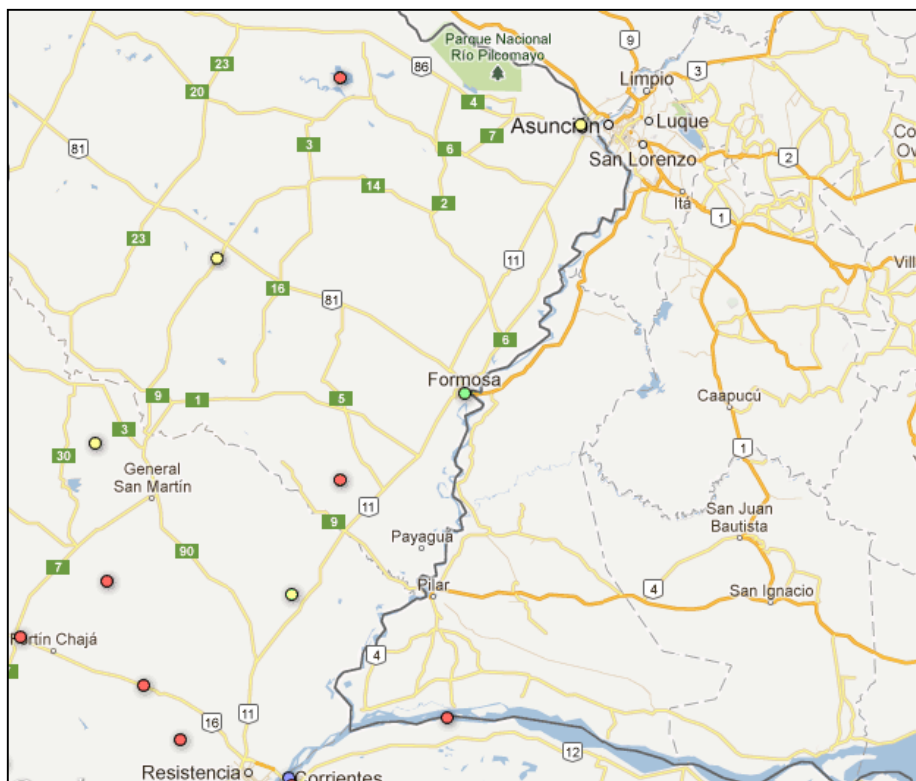 Parque Nacional
Río Pilcomayo
9
23
86
3
Limpio
20
4
Asunción
Luque
7
81
3
6
San Lorenzo
2
14
Itá
2
1
23
11
16
81
6
Formosa
Caapucú
9
1
5
3
30
1
General
San Martín
11
9
San Juan
Bautista
Payaguá
90
7
Pilar
4
San Ignacio
4
16
11
12
Resistencia
Corrientes